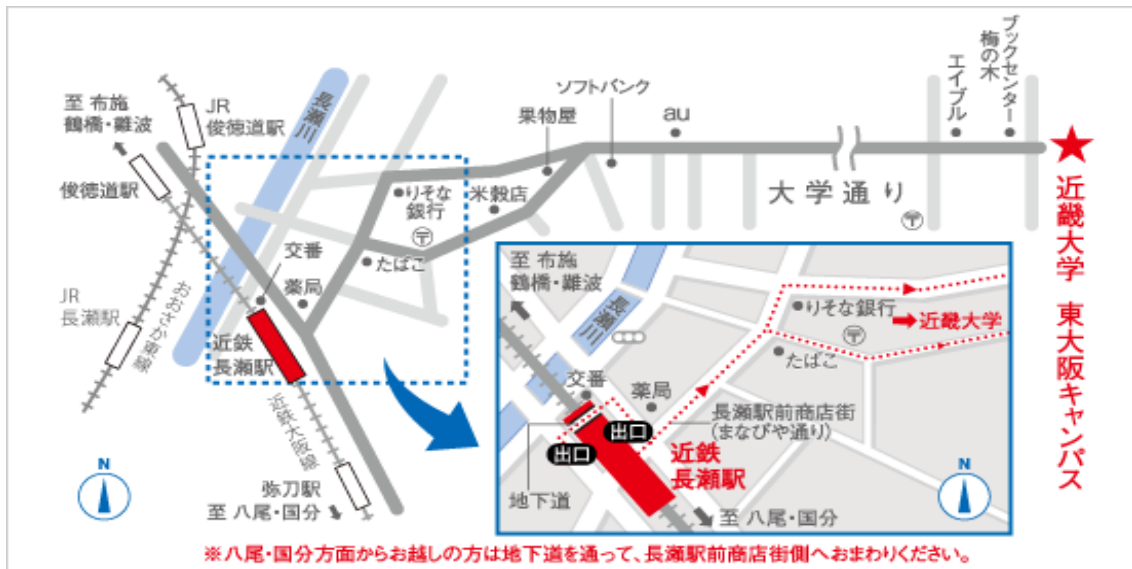 至 布施
鶴橋・難波
JR
俊徳道駅
長瀬川
俊徳道駅
JR
長瀬駅
おおさか東線
交番
薬局
近鉄
長瀬駅
近鉄大阪線
弥刀駅
至 八尾・国分
N
りそな
銀行
〒
たばこ
米穀店
果物屋
ソフトバンク
au
大学通り
〒
エイブル
ブックセンター
梅の木
★
近畿大学 東大阪キャンパス
至 布施
鶴橋・難波
長瀬川
りそな銀行
〒
近畿大学
たばこ
交番
薬局
長瀬駅前商店街
(まなびや通り)
出口
出口
近鉄
長瀬駅
地下道
至 八尾・国分
N
※八尾・国分方面からお越しの方は地下道を通って、長瀬駅前商店街側へおまわりください。